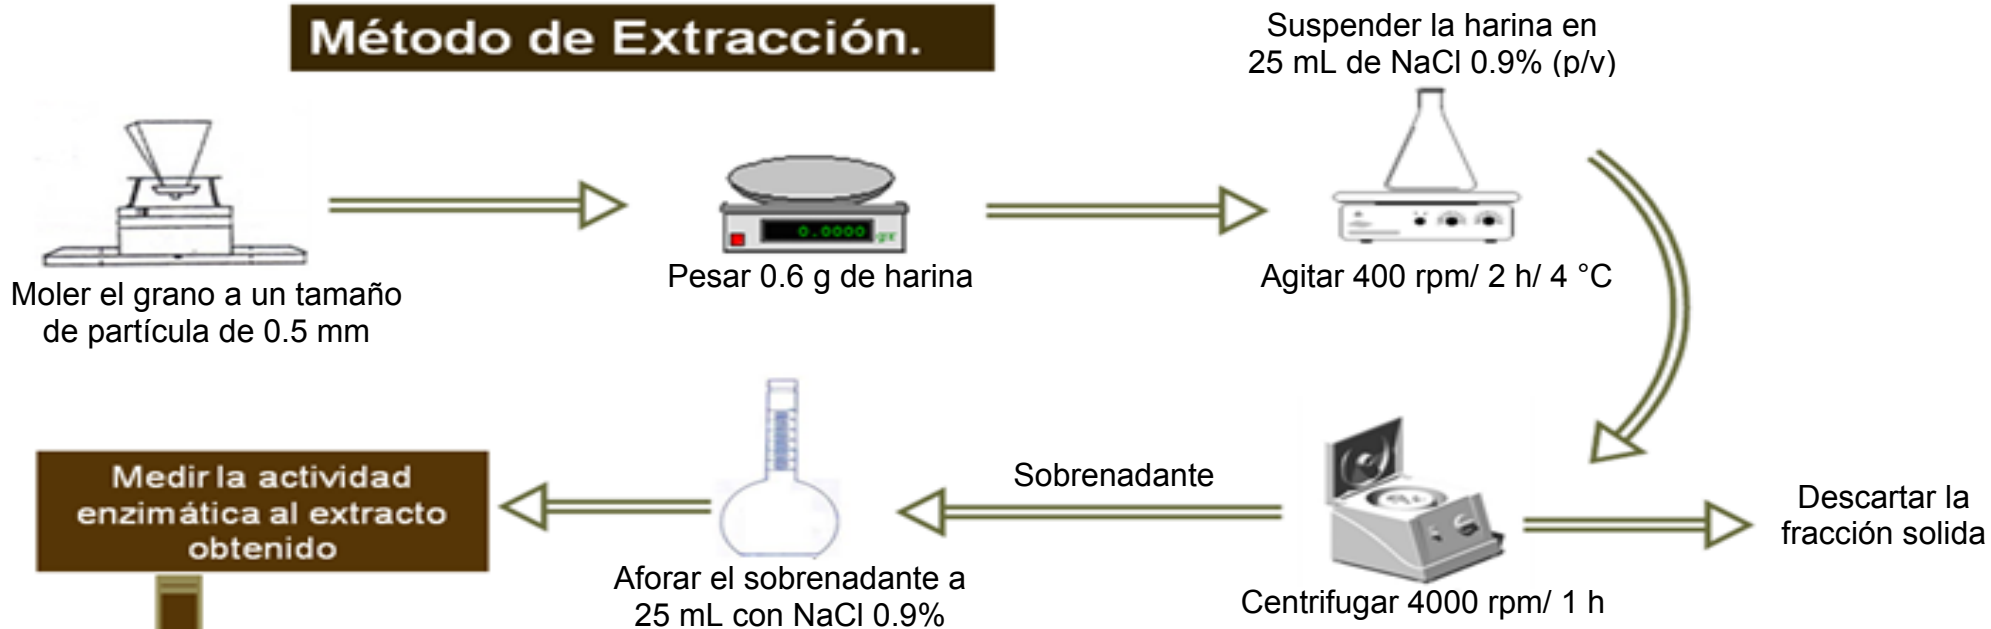 Método de Extracción.
Suspender la harina en
25 mL de NaCl 0.9% (p/v)
0.0000
gr
Moler el grano a un tamaño
de partícula de 0.5 mm
Pesar 0.6 g de harina
Agitar 400 rpm/ 2 h/ 4 °C
Medir la actividad
enzimática al extracto
obtenido
Aforar el sobrenadante a
25 mL con NaCl 0.9%
Sobrenadante
Centrifugar 4000 rpm/ 1 h
Descartar la
fracción solida